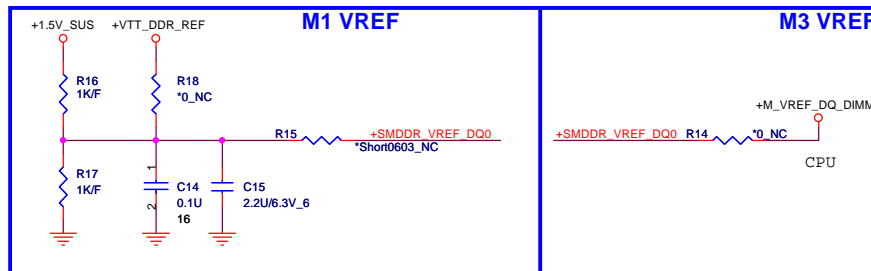 M1 VREF
+1.5V_SUS
+VTT_DDR_REF
R16
1K/F
R18
*0_NC
R15
+SMDDR_VREF_DQ0
*Short0603_NC
R17
1K/F
1
2
C14
0.1U
16
C15
2.2U/6.3V_6
M3 VREF
+M_VREF_DQ_DIMM
+SMDDR_VREF_DQ0
R14
*0_NC
CPU